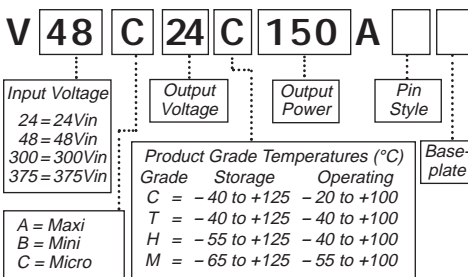 V 48 C 24 C 150 A
Input Voltage
24 = 24Vin
48 = 48Vin
300 = 300Vin
375 = 375Vin
Output
Voltage
Output
Power
Pin
Style
Base-
plate
A = Maxi
B = Mini
C = Micro
Product Grade Temperatures (°C)
Grade Storage Operating
C = – 40 to +125 – 20 to +100
T = – 40 to +125 – 40 to +100
H = – 55 to +125 – 40 to +100
M = – 65 to +125 – 55 to +100